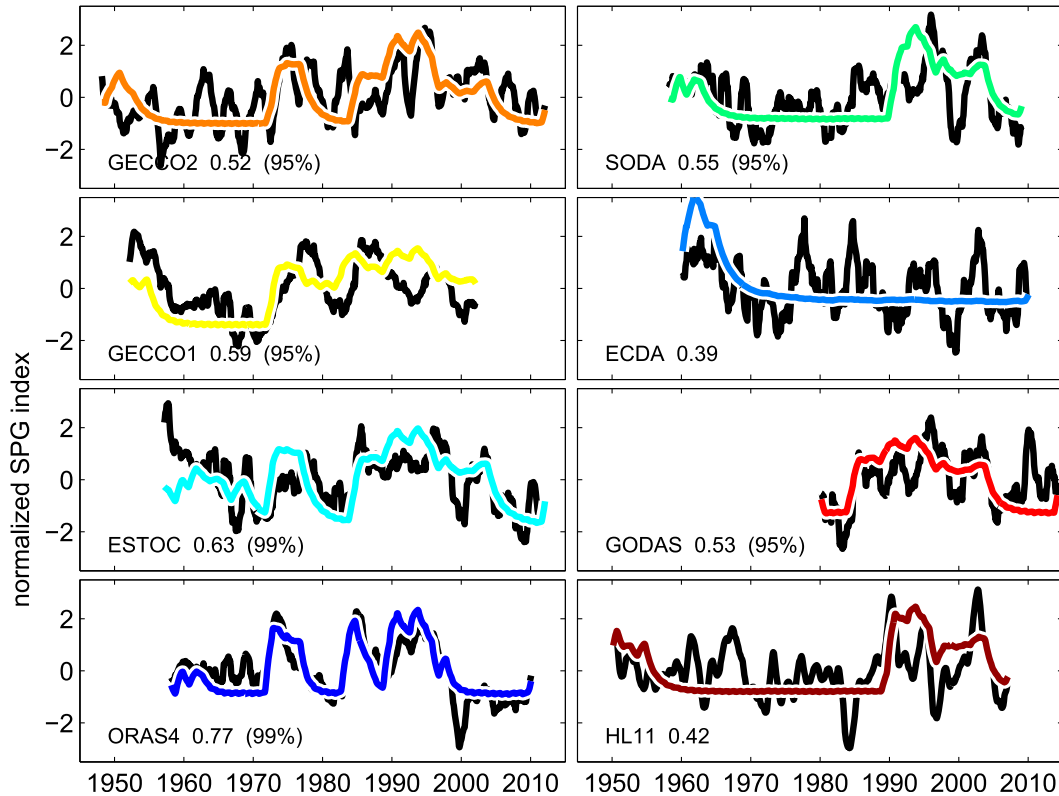 2
0
−2
GECCO2 0.52 (95%)
SODA 0.55 (95%)
2
0
−2
GECCO1 0.59 (95%)
ECDA 0.39
normalized SPG index
2
0
−2
ESTOC 0.63 (99%)
GODAS 0.53 (95%)
2
0
−2
ORAS4 0.77 (99%)
HL11 0.42
1950 1960 1970 1980 1990 2000 2010
1950 1960 1970 1980 1990 2000 2010